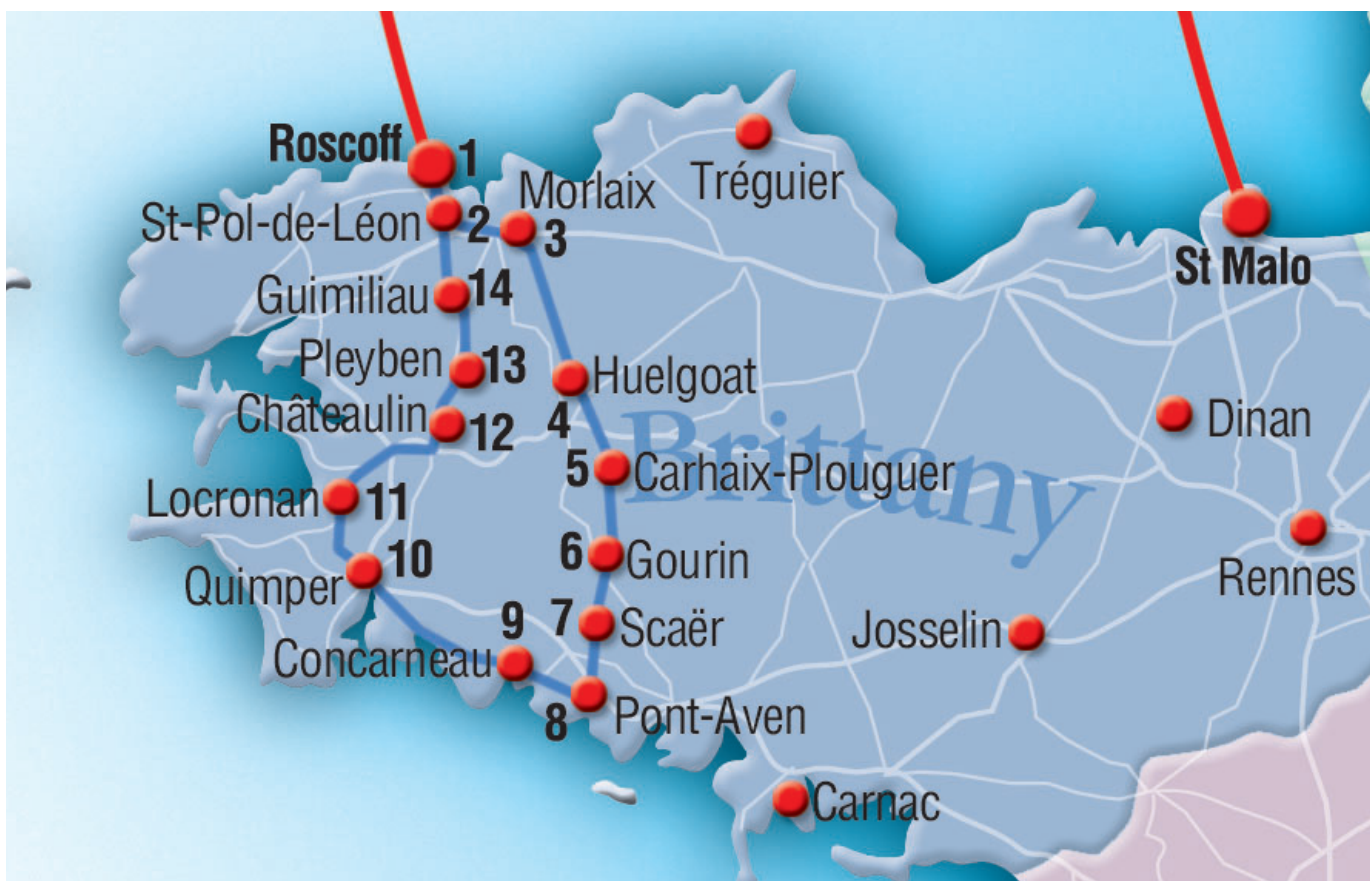 Roscoff 1
Morlaix
Tréguier
St-Pol-de-Léon 2 3
St Malo
Guimiliau 14
Pleyben 13
Huelgoat
Châteaulin 12 4
Dinan
Brittany
5 Carhaix-Plouguer
Locronan 11
6 Gourin
Quimper 10
Rennes
9 7 Scaër
Josselin
Concarneau
8 Pont-Aven
Carnac